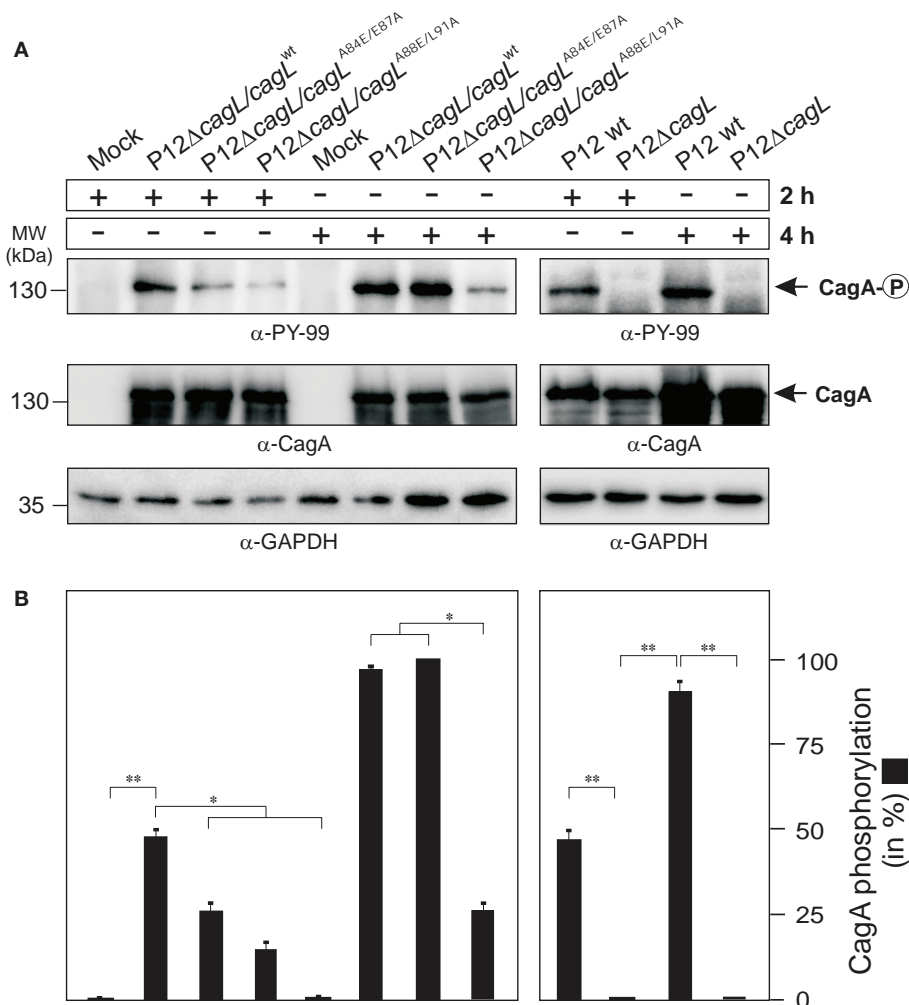 A
Mock
P12ΔcagL/cagL^wt
P12ΔcagL/cagL^A84E/E87A
P12ΔcagL/cagL^A88E/L91A
Mock
P12ΔcagL/cagL^wt
P12ΔcagL/cagL^A84E/E87A
P12ΔcagL/cagL^A88E/L91A
P12 wt
P12ΔcagL
P12 wt
P12ΔcagL
+ + + + - - - - + + - - 2 h
- - - - + + + + - - + + 4 h
MW
(kDa)
130
CagA-Ⓟ
α-PY-99 α-PY-99
130
CagA
α-CagA α-CagA
35
α-GAPDH α-GAPDH
B
** * * ** ** **
100
75
50
25
0
CagA phosphorylation
(in %)